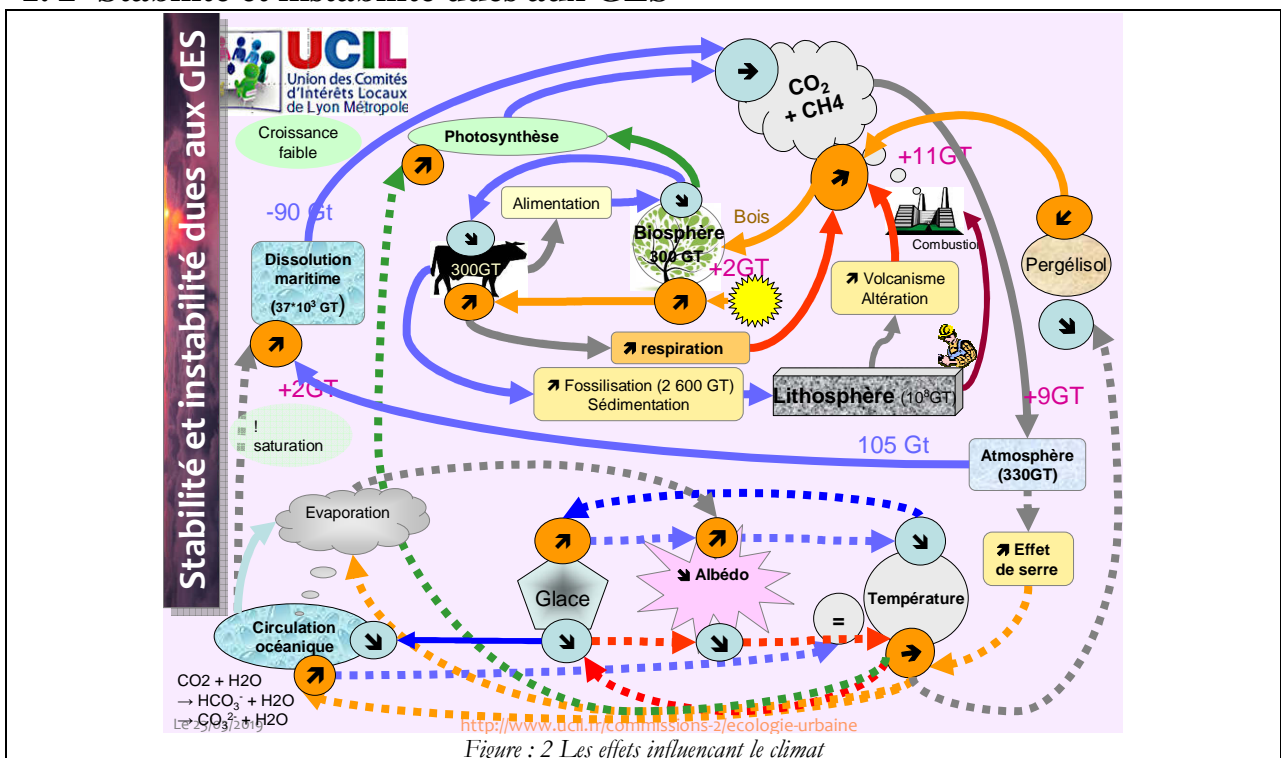 Stabilité et instabilité dues aux GES
UCIL
Union des Comités
d'Intérêts Locaux
de Lyon Métropole
Croissance
faible
Photosynthèse
CO2
+ CH4
+11GT
-90 Gt
Alimentation
Biosphère
300 GT
Bois
+2GT
Combustion
Pergélisol
Dissolution
maritime
(37*10³ GT)
300GT
↗ Volcanisme
Altération
↗ respiration
+2GT
↗ Fossilisation (2 600 GT)
Sédimentation
Lithosphère (10⁸GT)
+9GT
!
saturation
105 Gt
Atmosphère
(330GT)
Evaporation
↗ Effet
de serre
↘ Albédo
Glace
Température
=
Circulation
océanique
CO2 + H2O
→ HCO3- + H2O
→ CO3²- + H2O
Le 23/03/2019
http://www.ucil.fr/commissions-2/ecologie-urbaine
Figure : 2 Les effets influençant le climat